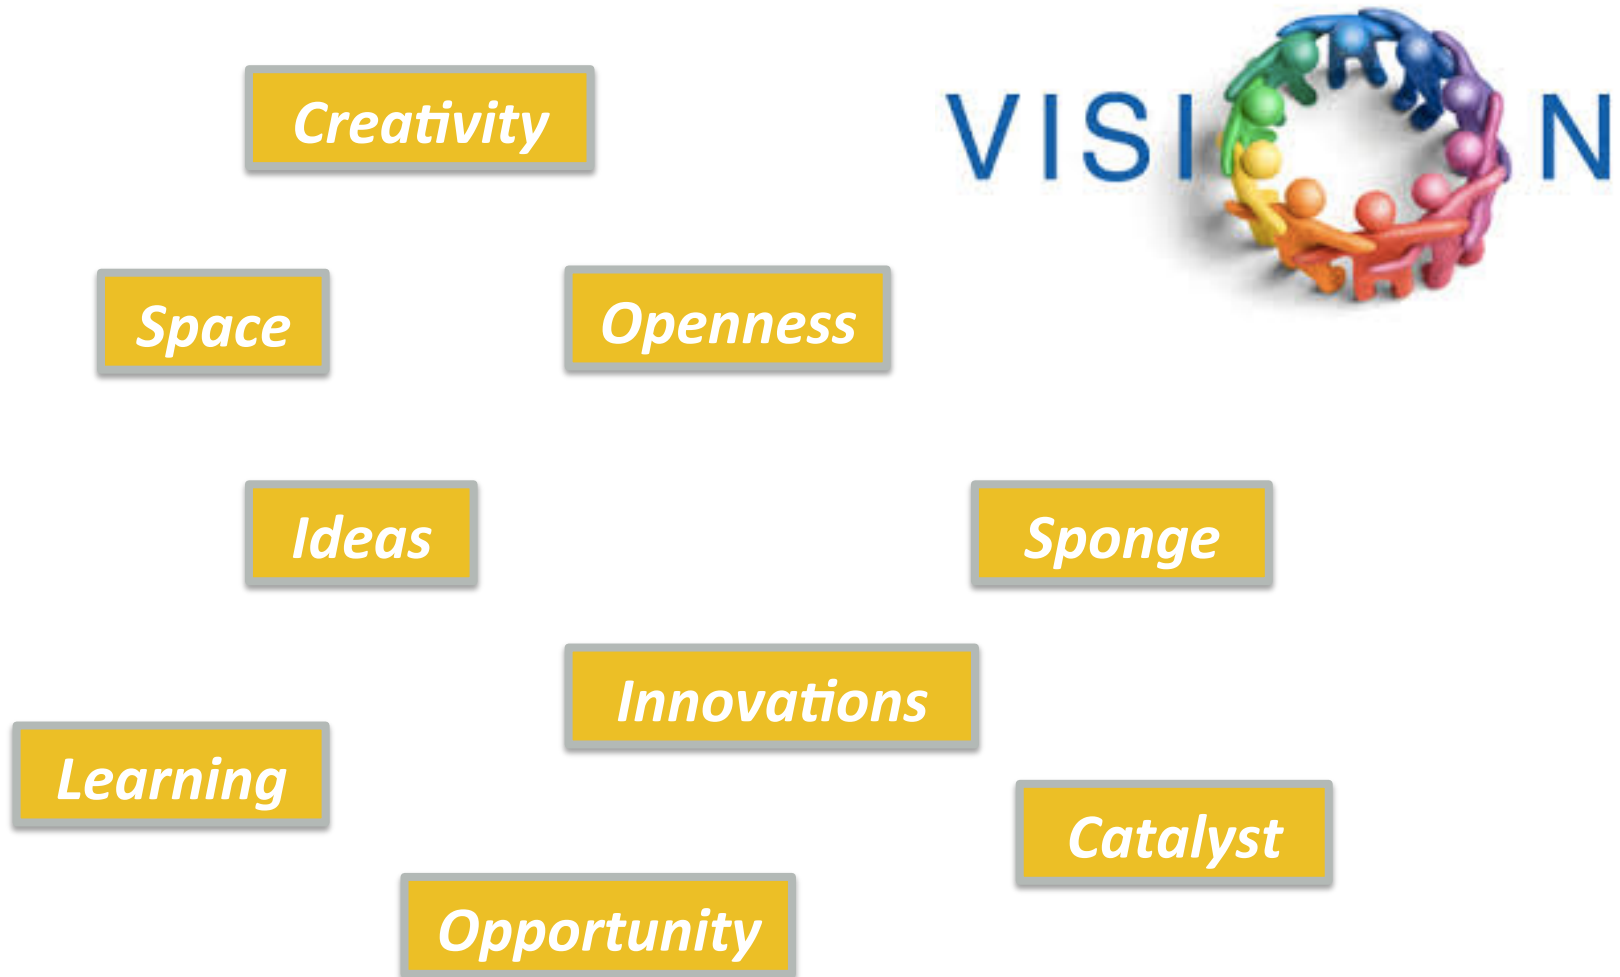 Creativity
VISION
Space
Openness
Ideas
Sponge
Innovations
Learning
Catalyst
Opportunity